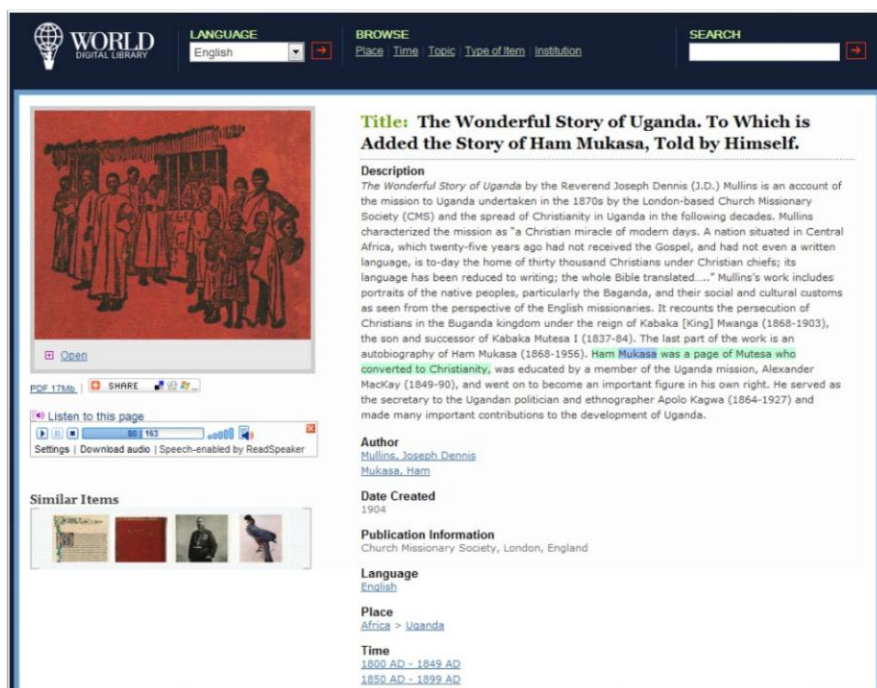 WORLD
DIGITAL LIBRARY
LANGUAGE
English
BROWSE
Place | Time | Topic | Type of Item | Institution
SEARCH
Open
PDF 17Mb | SHARE
Listen to this page
00 | 163
Settings | Download audio | Speech-enabled by ReadSpeaker
Similar Items
Title: The Wonderful Story of Uganda. To Which is
Added the Story of Ham Mukasa, Told by Himself.
Description
The Wonderful Story of Uganda by the Reverend Joseph Dennis (J.D.) Mullins is an account of
the mission to Uganda undertaken in the 1870s by the London-based Church Missionary
Society (CMS) and the spread of Christianity in Uganda in the following decades. Mullins
characterized the mission as "a Christian miracle of modern days. A nation situated in Central
Africa, which twenty-five years ago had not received the Gospel, and had not even a written
language, is to-day the home of thirty thousand Christians under Christian chiefs; its
language has been reduced to writing; the whole Bible translated....." Mullins's work includes
portraits of the native peoples, particularly the Baganda, and their social and cultural customs
as seen from the perspective of the English missionaries. It recounts the persecution of
Christians in the Buganda kingdom under the reign of Kabaka [King] Mwanga (1868-1903),
the son and successor of Kabaka Mutesa I (1837-84). The last part of the work is an
autobiography of Ham Mukasa (1868-1956). Ham Mukasa was a page of Mutesa who
converted to Christianity, was educated by a member of the Uganda mission, Alexander
MacKay (1849-90), and went on to become an important figure in his own right. He served as
the secretary to the Ugandan politician and ethnographer Apolo Kagwa (1864-1927) and
made many important contributions to the development of Uganda.
Author
Mullins, Joseph Dennis
Mukasa, Ham
Date Created
1904
Publication Information
Church Missionary Society, London, England
Language
English
Place
Africa > Uganda
Time
1800 AD - 1849 AD
1850 AD - 1899 AD